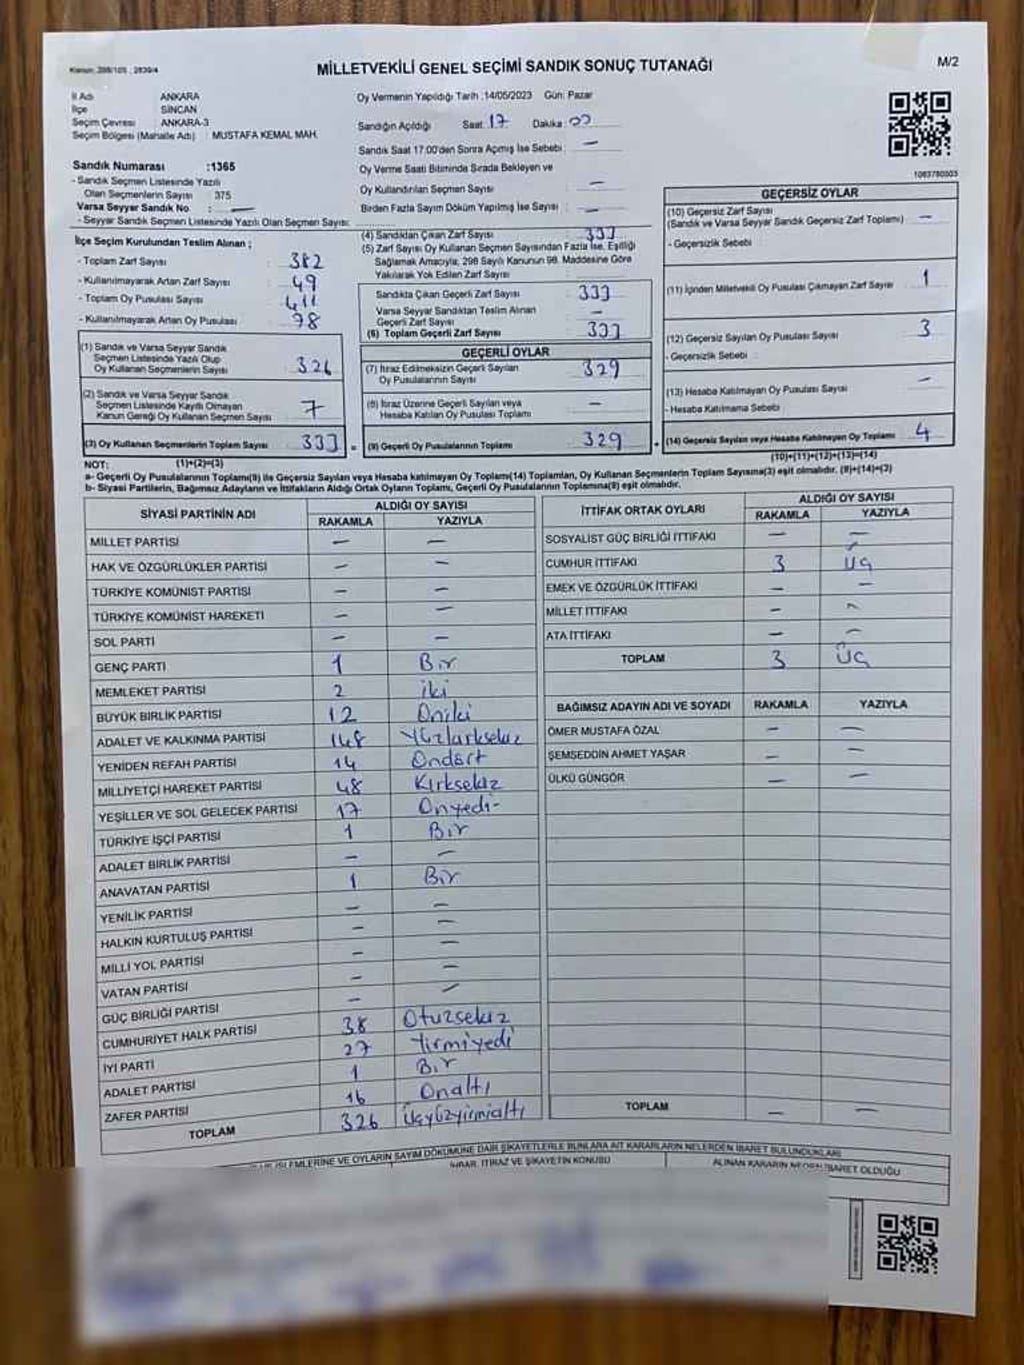 Kanun: 298/105 ; 2839/4
MİLLETVEKİLİ GENEL SEÇİMİ SANDIK SONUÇ TUTANAĞI
M/2
İl Adı ANKARA
İlçe SİNCAN
Seçim Çevresi ANKARA-3
Seçim Bölgesi (Mahalle Adı) : MUSTAFA KEMAL MAH.
Oy Vermenin Yapıldığı Tarih :14/05/2023 Gün: Pazar
Sandığın Açıldığı Saat: 17 Dakika: 00
Sandık Saat 17:00'den Sonra Açılmış İse Sebebi : —
Oy Verme Saati Bitiminde Sırada Bekleyen ve
Oy Kullandırılan Seçmen Sayısı : —
Birden Fazla Sayım Döküm Yapılmış İse Sayısı : —
Sandık Numarası :1365
- Sandık Seçmen Listesinde Yazılı
Olan Seçmenlerin Sayısı : 375
Varsa Seyyar Sandık No : —
- Seyyar Sandık Seçmen Listesinde Yazılı Olan Seçmen Sayısı:
1083780503
İlçe Seçim Kurulundan Teslim Alınan ;
- Toplam Zarf Sayısı : 382
- Kullanılmayarak Artan Zarf Sayısı : 49
- Toplam Oy Pusulası Sayısı : 411
- Kullanılmayarak Artan Oy Pusulası : 78
(1) Sandık ve Varsa Seyyar Sandık
Seçmen Listesinde Yazılı Olup
Oy Kullanan Seçmenlerin Sayısı : 326
(2) Sandık ve Varsa Seyyar Sandık
Seçmen Listesinde Kayıtlı Olmayan
Kanun Gereği Oy Kullanan Seçmen Sayısı : 7
(3) Oy Kullanan Seçmenlerin Toplam Sayısı : 333
(1)+(2)=(3)
(4) Sandıktan Çıkan Zarf Sayısı : 333
(5) Zarf Sayısı Oy Kullanan Seçmen Sayısından Fazla İse, Eşitliği
Sağlamak Amacıyla, 298 Sayılı Kanunun 98. Maddesine Göre
Yakılarak Yok Edilen Zarf Sayısı :
Sandıkta Çıkan Geçerli Zarf Sayısı : 333
Varsa Seyyar Sandıktan Teslim Alınan
Geçerli Zarf Sayısı : —
(6) Toplam Geçerli Zarf Sayısı : 333
GEÇERLİ OYLAR
(7) İtiraz Edilmeksizin Geçerli Sayılan
Oy Pusulalarının Sayısı : 329
(8) İtiraz Üzerine Geçerli Sayılan veya
Hesaba Katılan Oy Pusulası Toplamı : —
= (9) Geçerli Oy Pusulalarının Toplamı : 329
GEÇERSİZ OYLAR
(10) Geçersiz Zarf Sayısı
(Sandık ve Varsa Seyyar Sandık Geçersiz Zarf Toplamı) : —
- Geçersizlik Sebebi :
(11) İçinden Milletvekili Oy Pusulası Çıkmayan Zarf Sayısı : 1
(12) Geçersiz Sayılan Oy Pusulası Sayısı : 3
- Geçersizlik Sebebi :
(13) Hesaba Katılmayan Oy Pusulası Sayısı : —
- Hesaba Katılmama Sebebi :
+ (14) Geçersiz Sayılan veya Hesaba Katılmayan Oy Toplamı : 4
(10)+(11)+(12)+(13)=(14)
NOT:
a- Geçerli Oy Pusulalarının Toplamı(9) ile Geçersiz Sayılan veya Hesaba katılmayan Oy Toplamı(14) Toplamları, Oy Kullanan Seçmenlerin Toplam Sayısına(3) eşit olmalıdır. (9)+(14)=(3)
b- Siyasi Partilerin, Bağımsız Adayların ve İttifakların Aldığı Ortak Oyların Toplamı, Geçerli Oy Pusulalarının Toplamına(9) eşit olmalıdır.
SİYASİ PARTİNİN ADI ALDIĞI OY SAYISI
RAKAMLA YAZIYLA
MİLLET PARTİSİ — —
HAK VE ÖZGÜRLÜKLER PARTİSİ — —
TÜRKİYE KOMÜNİST PARTİSİ — —
TÜRKİYE KOMÜNİST HAREKETİ — —
SOL PARTİ — —
GENÇ PARTİ 1 Bir
MEMLEKET PARTİSİ 2 iki
BÜYÜK BİRLİK PARTİSİ 12 Oniki
ADALET VE KALKINMA PARTİSİ 148 Yüzkırksekiz
YENİDEN REFAH PARTİSİ 14 Ondört
MİLLİYETÇİ HAREKET PARTİSİ 48 Kırksekiz
YEŞİLLER VE SOL GELECEK PARTİSİ 17 Onyedi-
TÜRKİYE İŞÇİ PARTİSİ 1 Bir
ADALET BİRLİK PARTİSİ — —
ANAVATAN PARTİSİ 1 Bir
YENİLİK PARTİSİ — —
HALKIN KURTULUŞ PARTİSİ — —
MİLLİ YOL PARTİSİ — —
VATAN PARTİSİ — —
GÜÇ BİRLİĞİ PARTİSİ — —
CUMHURİYET HALK PARTİSİ 38 Otuzsekiz
İYİ PARTİ 27 Yirmiyedi
ADALET PARTİSİ 1 Bir
ZAFER PARTİSİ 16 Onaltı
TOPLAM 326 Üçyüzyirmialtı
İTTİFAK ORTAK OYLARI ALDIĞI OY SAYISI
RAKAMLA YAZIYLA
SOSYALİST GÜÇ BİRLİĞİ İTTİFAKI — —
CUMHUR İTTİFAKI 3 Üç
EMEK VE ÖZGÜRLÜK İTTİFAKI — —
MİLLET İTTİFAKI — —
ATA İTTİFAKI — —
TOPLAM 3 Üç
BAĞIMSIZ ADAYIN ADI VE SOYADI RAKAMLA YAZIYLA
ÖMER MUSTAFA ÖZAL — —
ŞEMSEDDİN AHMET YAŞAR — —
ÜLKÜ GÜNGÖR — —
TOPLAM — —
İŞLEMLERİNE VE OYLARIN SAYIM DÖKÜMÜNE DAİR ŞİKAYETLERLE BUNLARA AİT KARARLARIN NELERDEN İBARET BULUNDUKLARI
İHBAR, İTİRAZ VE ŞİKAYETİN KONUSU ALINAN KARARIN NEDEN İBARET OLDUĞU